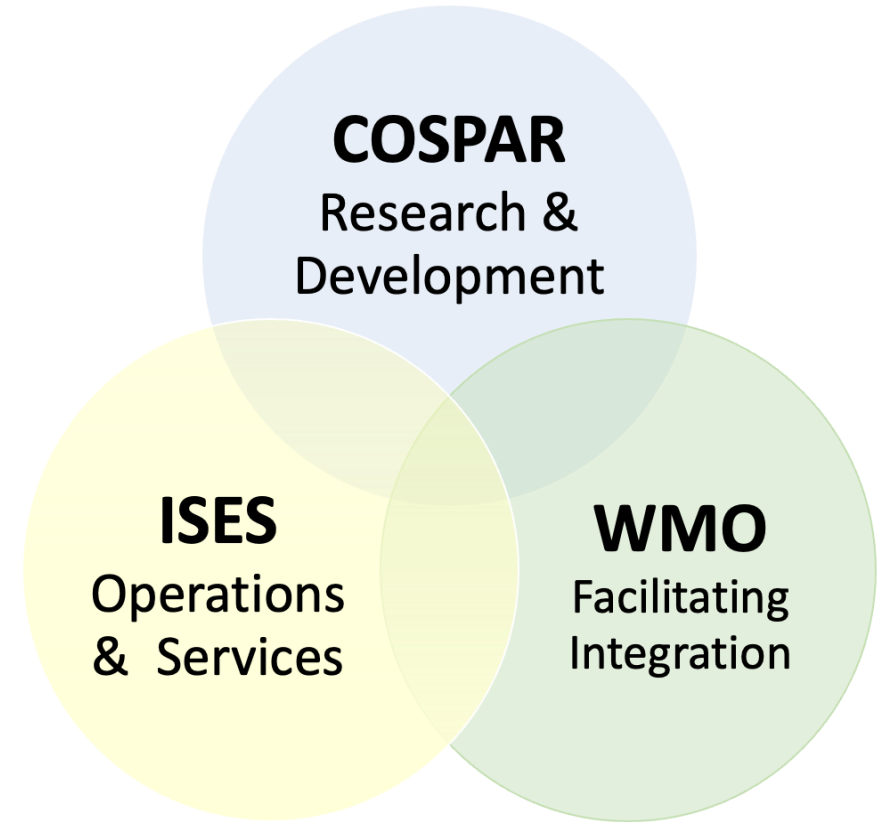 COSPAR
Research &
Development
ISES
Operations
& Services
WMO
Facilitating
Integration